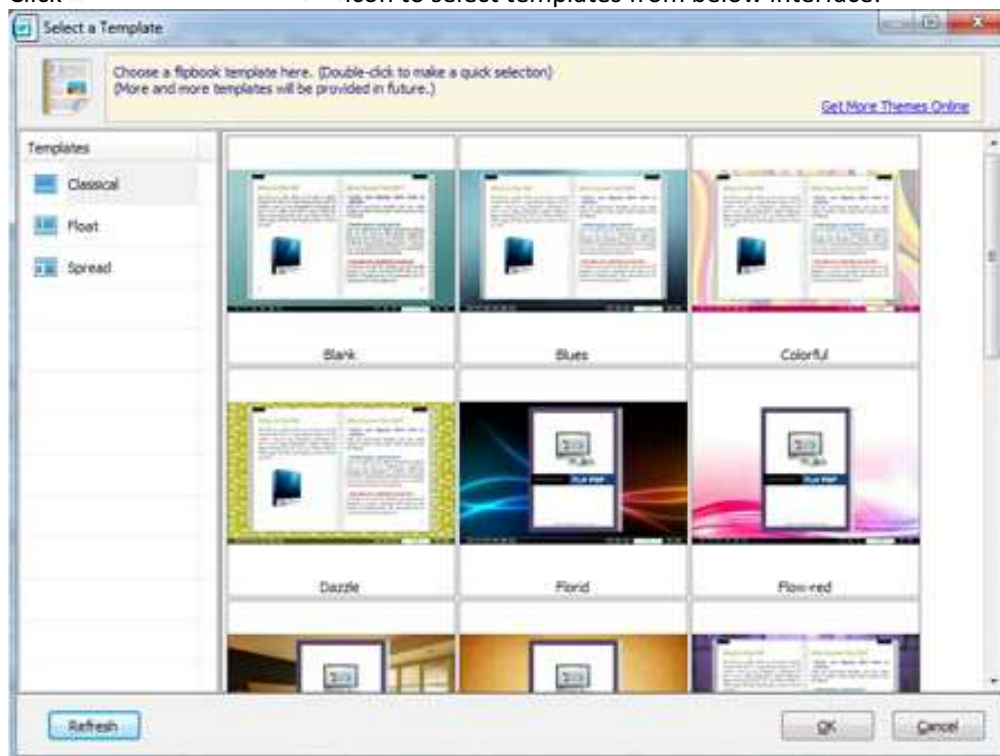 Click icon to select templates from below interface.
Select a Template
Choose a flipbook template here. (Double-click to make a quick selection)
(More and more templates will be provided in future.)
Get More Themes Online
Templates
Classical
Float
Spread
Blank
Blues
Colorful
Dazzle
Florid
Flow-red
Refresh
OK
Cancel